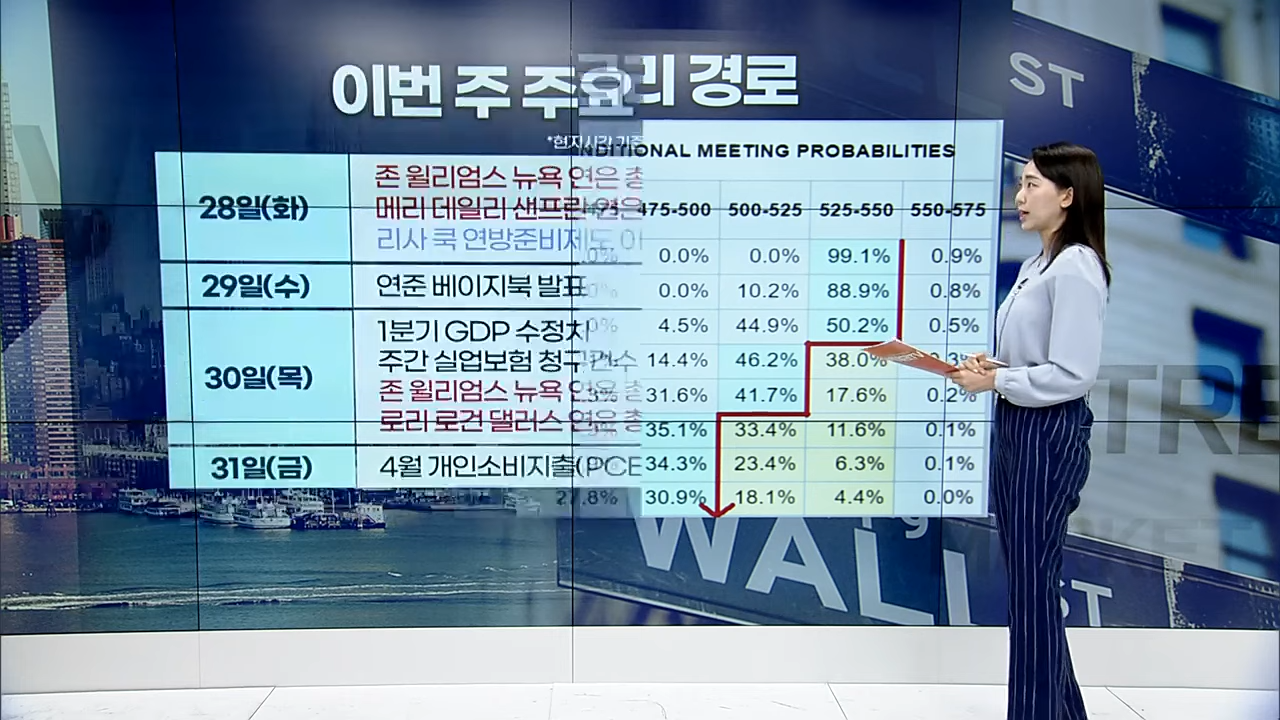 이번 주 주요
리 경로
ST
*현지시간 기준
NDITIONAL MEETING PROBABILITIES
28일(화)
존 윌리엄스 뉴욕 연은 총
메리 데일리 샌프란 연은
리사 쿡 연방준비제도 이
29일(수)
연준 베이지북 발표
30일(목)
1분기 GDP 수정치
주간 실업보험 청구건수
존 윌리엄스 뉴욕 연은 총
로리 로건 댈러스 연은 총
31일(금)
4월 개인소비지출(PCE
475-500 500-525 525-550 550-575
0.0% 0.0% 99.1% 0.9%
0.0% 10.2% 88.9% 0.8%
4.5% 44.9% 50.2% 0.5%
14.4% 46.2% 38.0% 0.3%
31.6% 41.7% 17.6% 0.2%
35.1% 33.4% 11.6% 0.1%
34.3% 23.4% 6.3% 0.1%
27.8% 30.9% 18.1% 4.4% 0.0%
TRE
WALL
ST